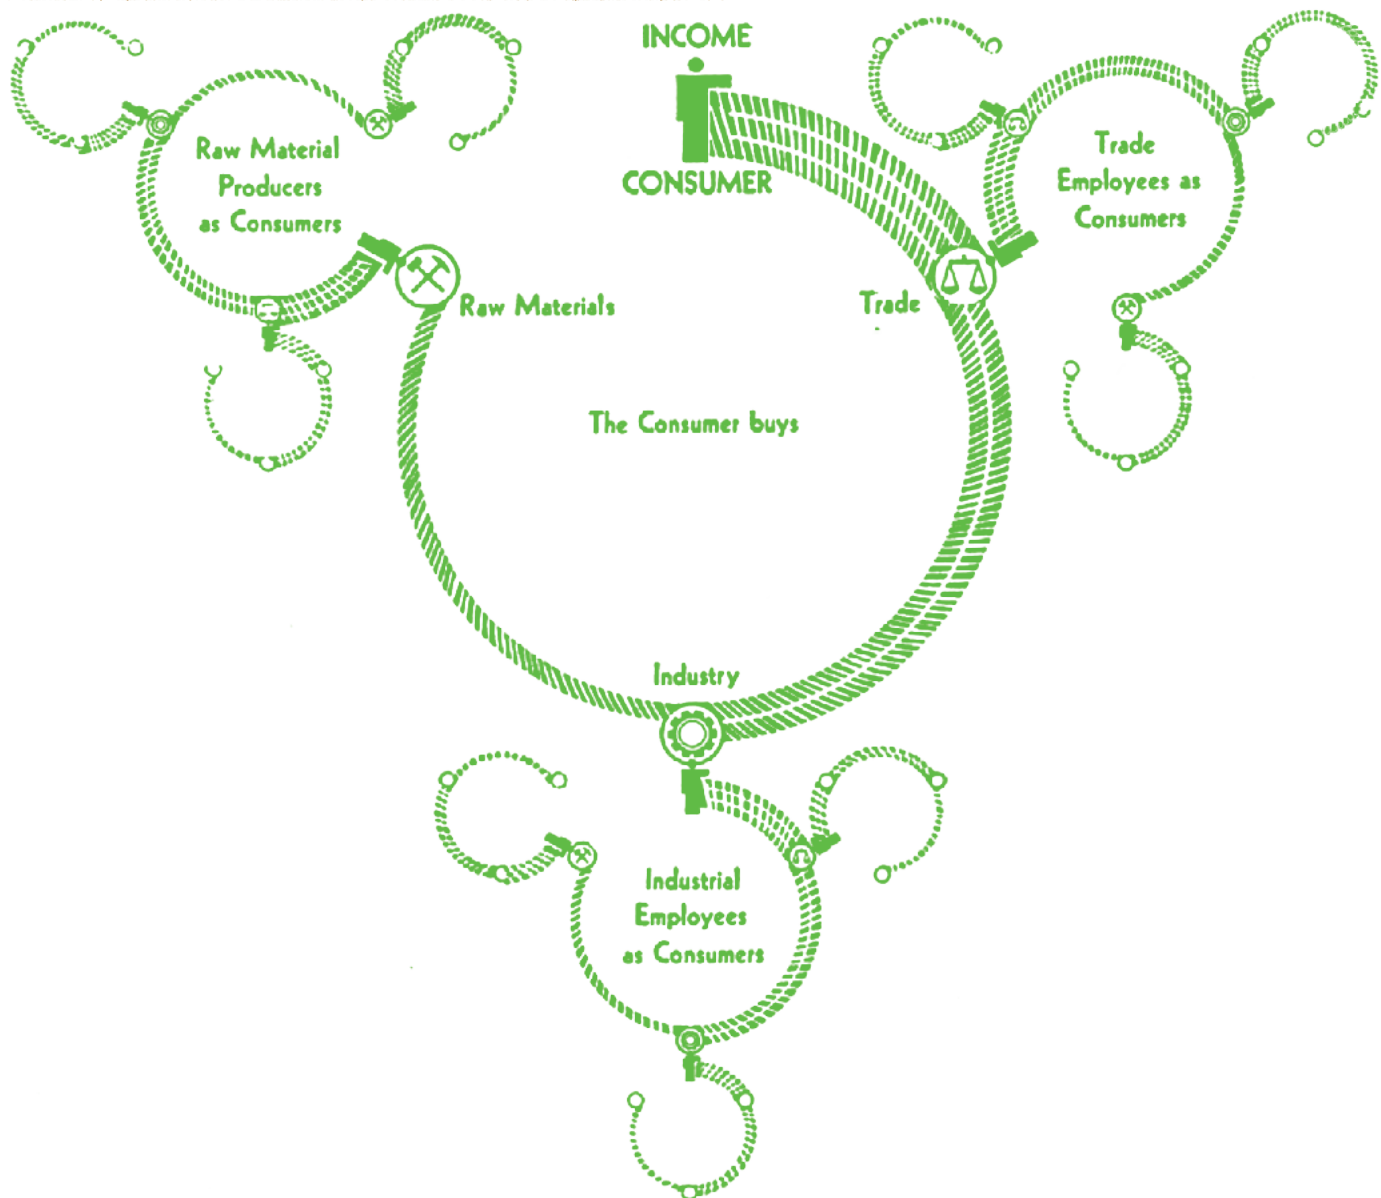 INCOME
CONSUMER
Raw Material
Producers
as Consumers
Trade
Employees as
Consumers
Raw Materials
Trade
The Consumer buys
Industry
Industrial
Employees
as Consumers